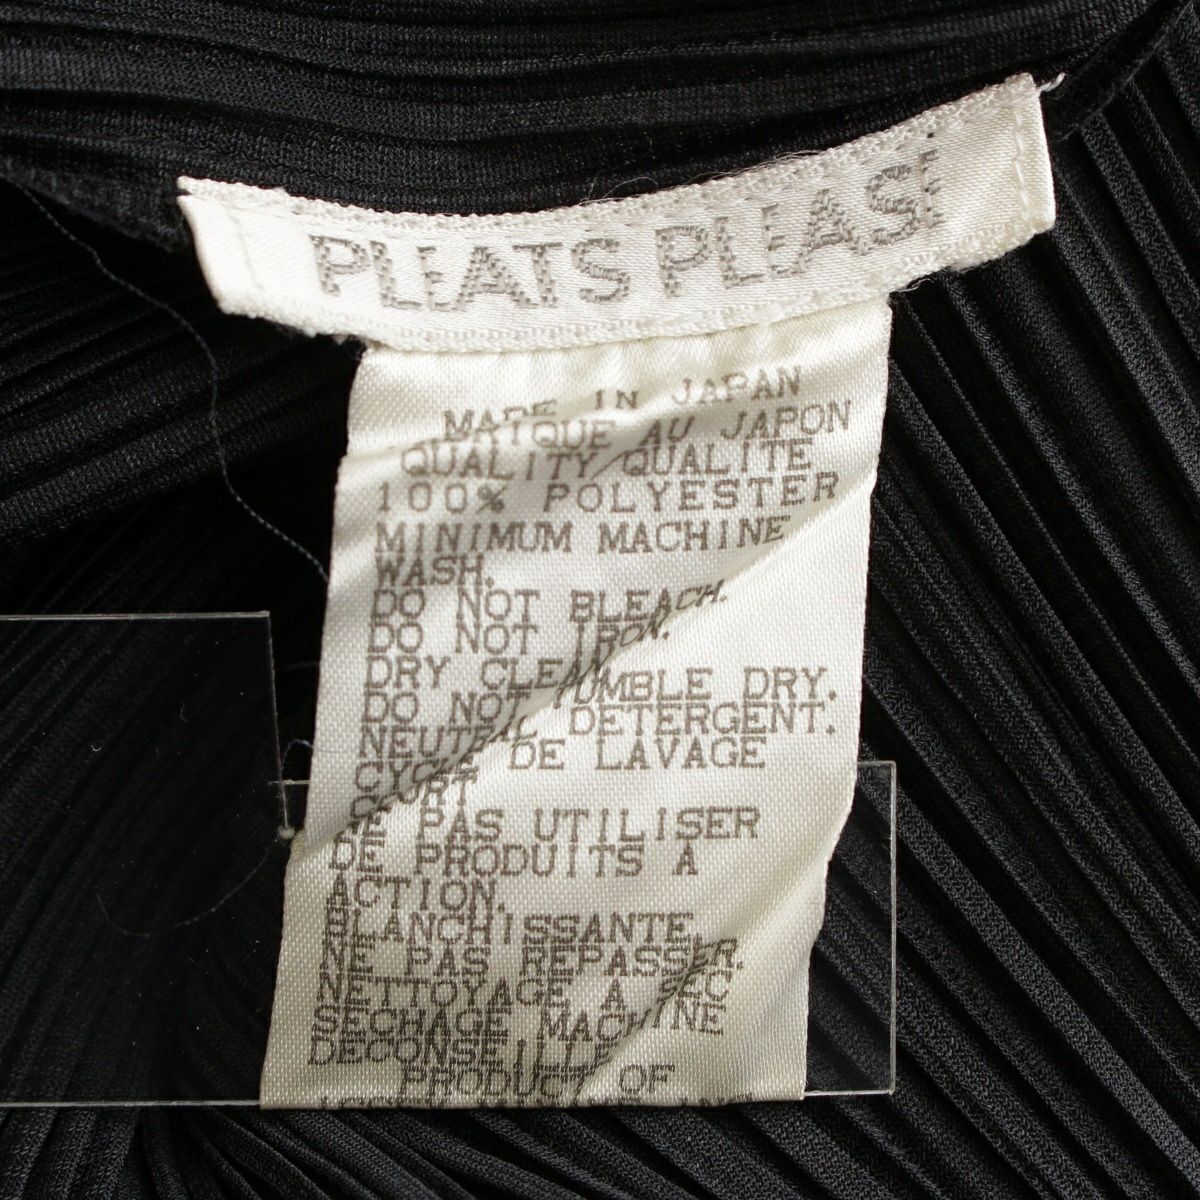 PLEATS PLEASE
MADE IN JAPAN
AU JAPON
QUALITY QUALITE
100% POLYESTER
MINIMUM MACHINE
WASH.
DO NOT BLEACH.
DO NOT IRON.
DRY CLEAN
DO NOT TUMBLE DRY.
DETERGENT.
DE LAVAGE
NE PAS UTILISER
DE PRODUITS A
ACTION.
BLANCHISSANTE
NE PAS REPASSER.
NETTOYAGE A SEC
SECHAGE MACHINE
DECONSEILLE
PRODUCT OF